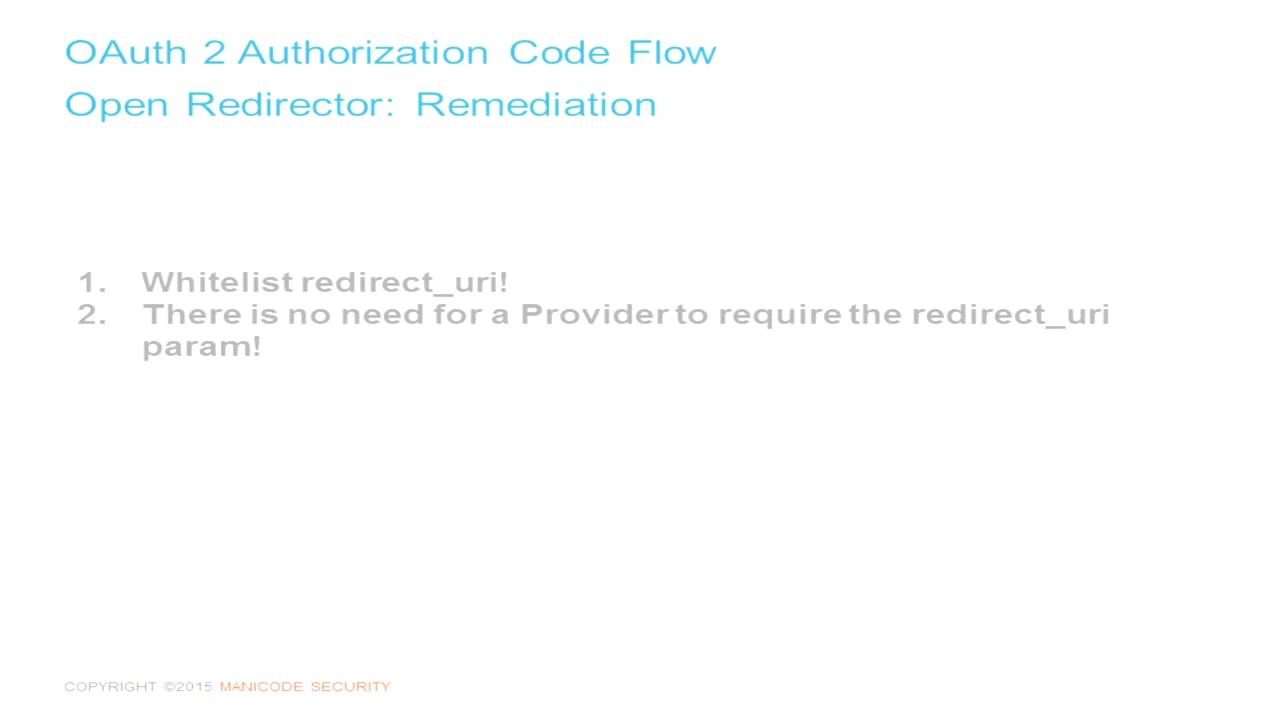 OAuth 2 Authorization Code Flow
Open Redirector: Remediation
1. Whitelist redirect_uri!
2. There is no need for a Provider to require the redirect_uri
param!
COPYRIGHT ©2015 MANICODE SECURITY